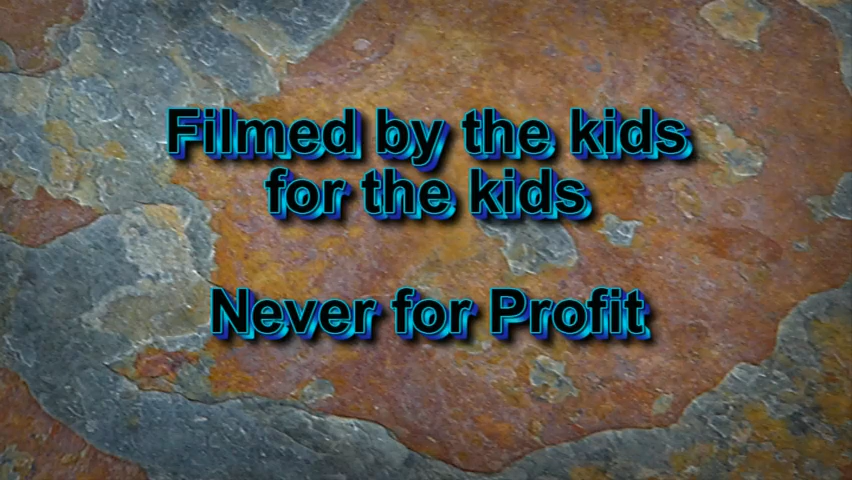 Filmed by the kids
for the kids
Never for Profit